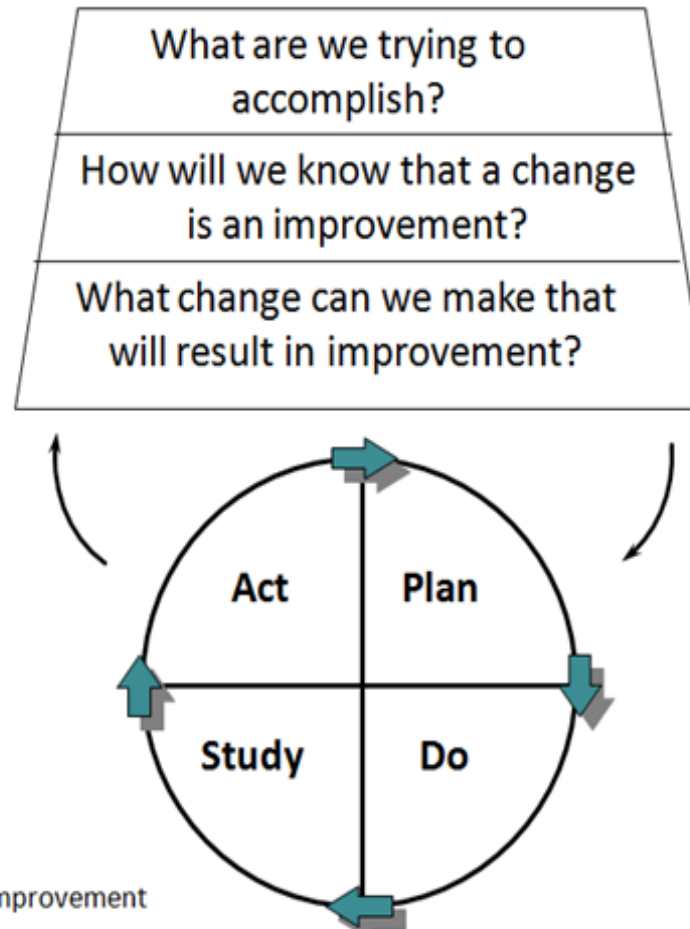 What are we trying to
accomplish?
How will we know that a change
is an improvement?
What change can we make that
will result in improvement?
Act
Plan
Study
Do